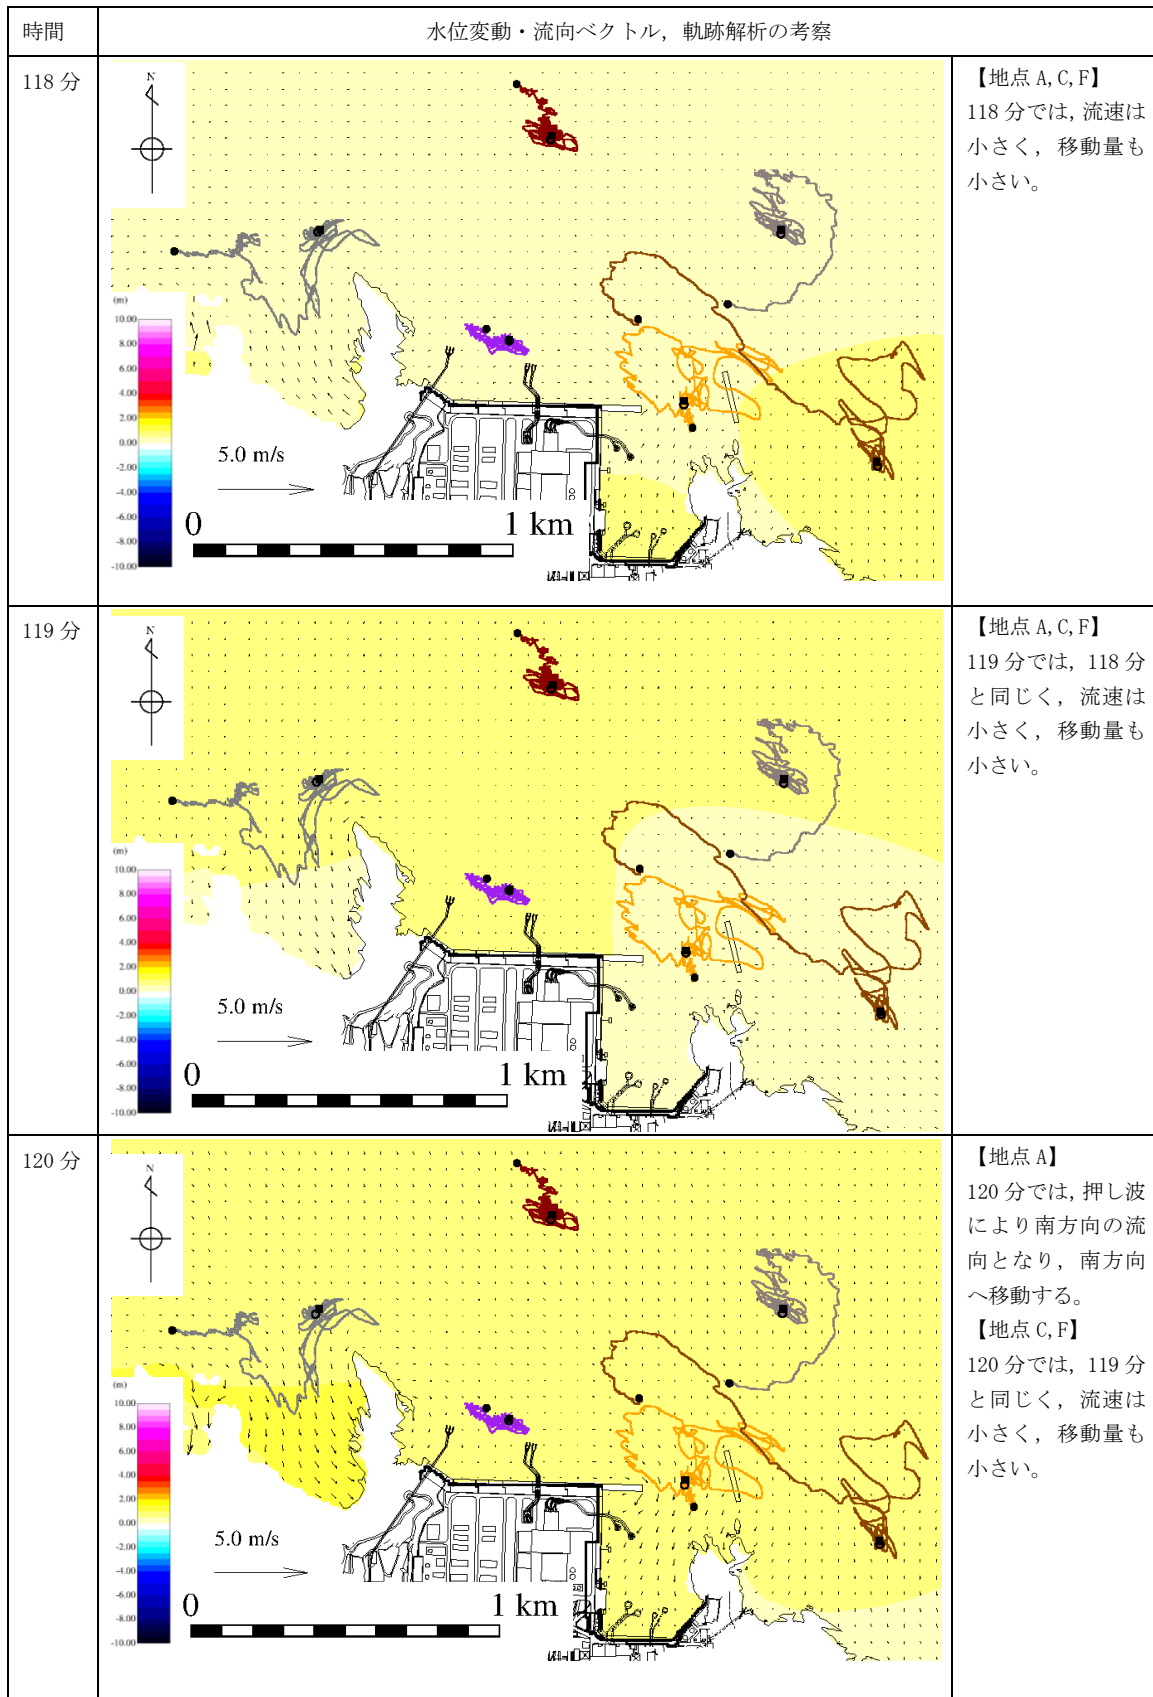 時間
水位変動・流向ベクトル，軌跡解析の考察
118 分
N
(m)
10.00
8.00
6.00
4.00
2.00
0.00
-2.00
-4.00
-6.00
-8.00
-10.00
5.0 m/s
0
1 km
【地点 A,C,F】
118 分では，流速は
小さく，移動量も
小さい。
119 分
N
(m)
10.00
8.00
6.00
4.00
2.00
0.00
-2.00
-4.00
-6.00
-8.00
-10.00
5.0 m/s
0
1 km
【地点 A,C,F】
119 分では，118 分
と同じく，流速は
小さく，移動量も
小さい。
120 分
N
(m)
10.00
8.00
6.00
4.00
2.00
0.00
-2.00
-4.00
-6.00
-8.00
-10.00
5.0 m/s
0
1 km
【地点 A】
120 分では，押し波
により南方向の流
向となり，南方向
へ移動する。
【地点 C,F】
120 分では，119 分
と同じく，流速は
小さく，移動量も
小さい。